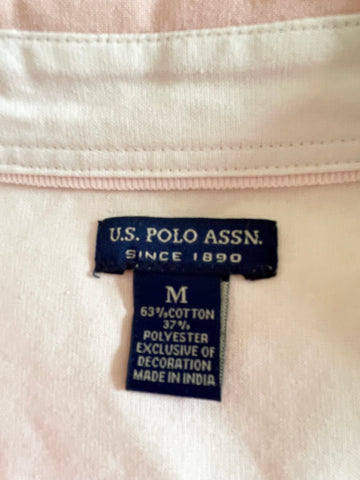 U.S. POLO ASSN.
SINCE 1890
M
63%COTTON
37%
POLYESTER
EXCLUSIVE OF
DECORATION
MADE IN INDIA